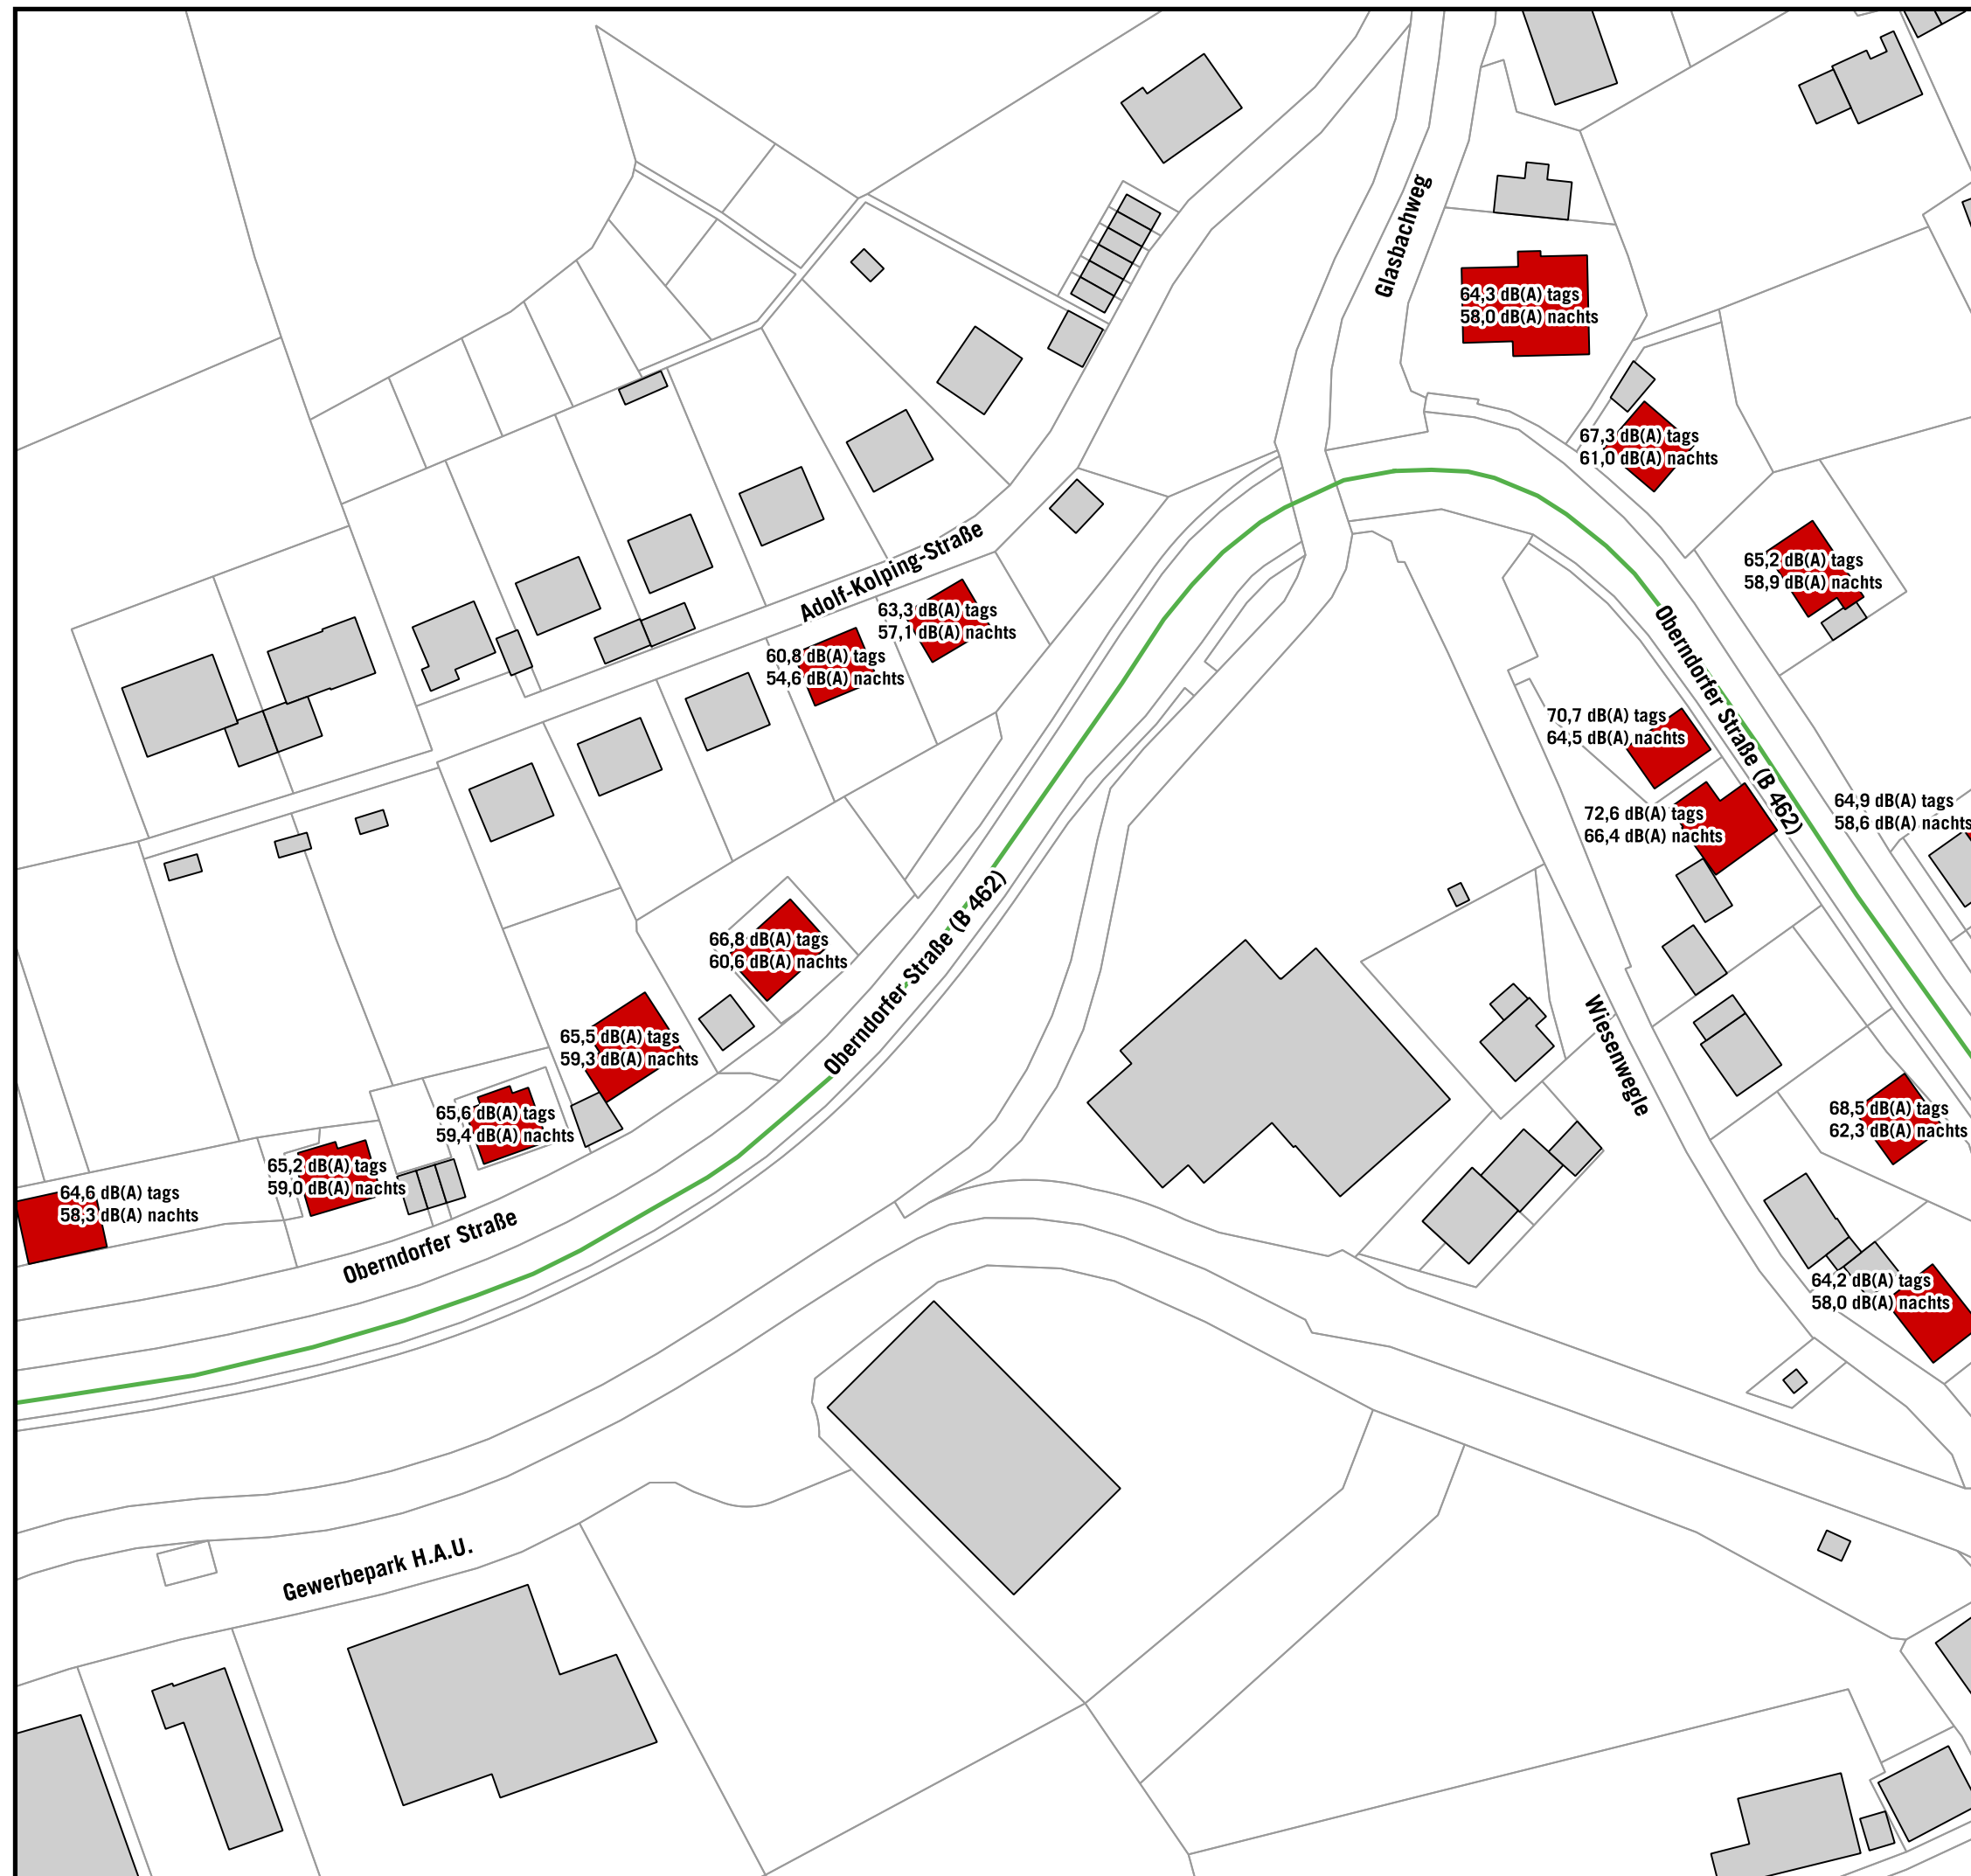 Glasbachweg
64,3 dB(A) tags
58,0 dB(A) nachts
67,3 dB(A) tags
61,0 dB(A) nachts
65,2 dB(A) tags
58,9 dB(A) nachts
Adolf-Kolping-Straße
63,3 dB(A) tags
57,1 dB(A) nachts
60,8 dB(A) tags
54,6 dB(A) nachts
Oberndorfer Straße (B 462)
70,7 dB(A) tags
64,5 dB(A) nachts
72,6 dB(A) tags
66,4 dB(A) nachts
64,9 dB(A) tags
58,6 dB(A) nachts
66,8 dB(A) tags
60,6 dB(A) nachts
Oberndorfer Straße (B 462)
65,5 dB(A) tags
59,3 dB(A) nachts
Wiesenwegle
65,6 dB(A) tags
59,4 dB(A) nachts
68,5 dB(A) tags
62,3 dB(A) nachts
65,2 dB(A) tags
59,0 dB(A) nachts
64,6 dB(A) tags
58,3 dB(A) nachts
Oberndorfer Straße
64,2 dB(A) tags
58,0 dB(A) nachts
Gewerbepark H.A.U.